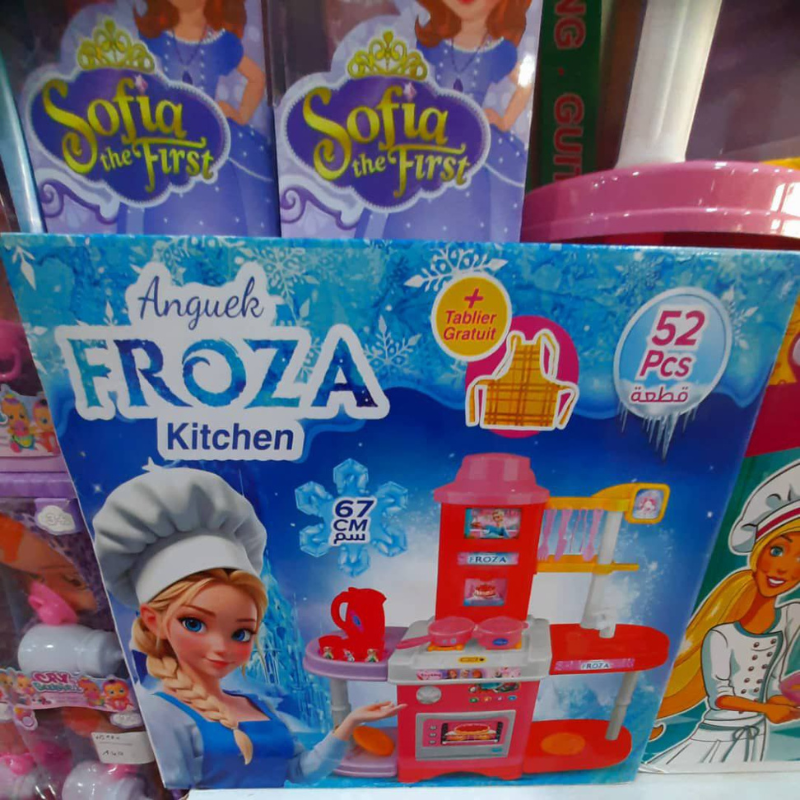 Sofia
the First
Sofia
the First
Anguek
FROZA
Kitchen
+
Tablier
Gratuit
52
Pcs
قطعة
67
CM
سم
FROZA
FROZA
CRY